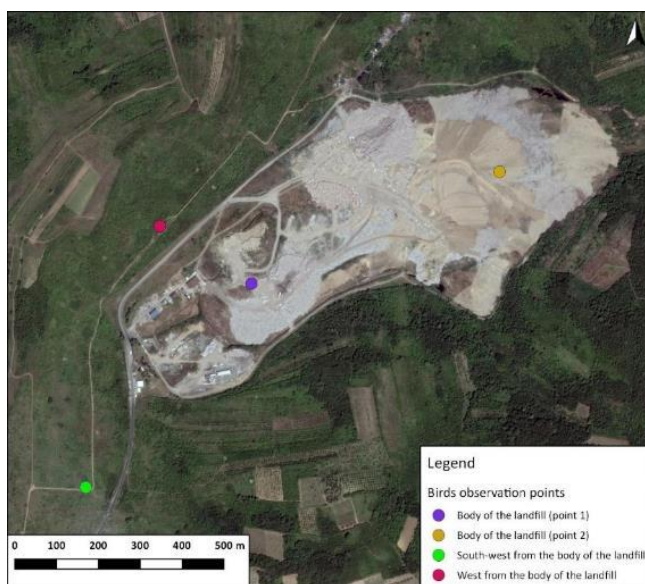 Legend
Birds observation points
Body of the landfill (point 1)
Body of the landfill (point 2)
South-west from the body of the landfill
West from the body of the landfill
0 100 200 300 400 500 m